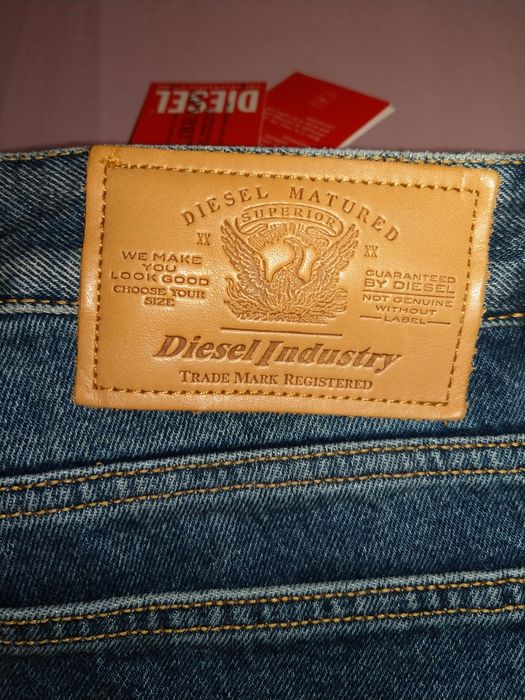 DIESEL
DIESEL MATURED
SUPERIOR
XX
XX
WE MAKE
YOU
LOOK GOOD
CHOOSE YOUR
SIZE
GUARANTEED
BY DIESEL
NOT GENUINE
WITHOUT
LABEL
Diesel Industry
TRADE MARK REGISTERED